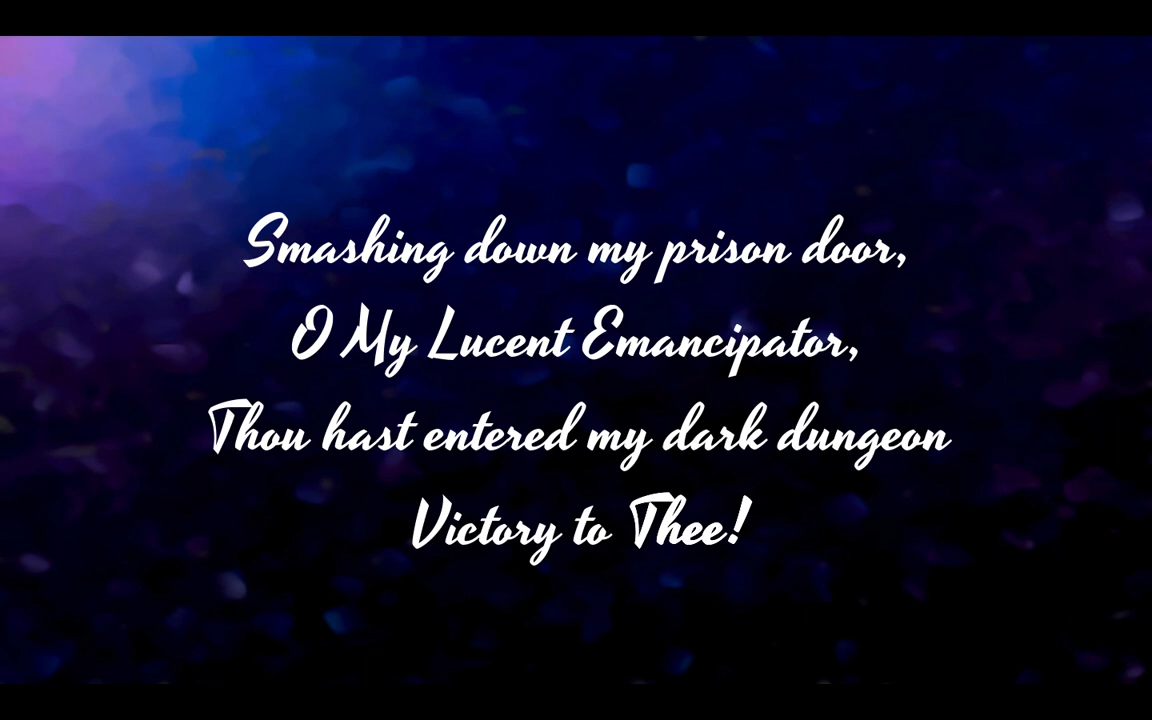 Smashing down my prison door,
O My Lucent Emancipator,
Thou hast entered my dark dungeon
Victory to Thee!